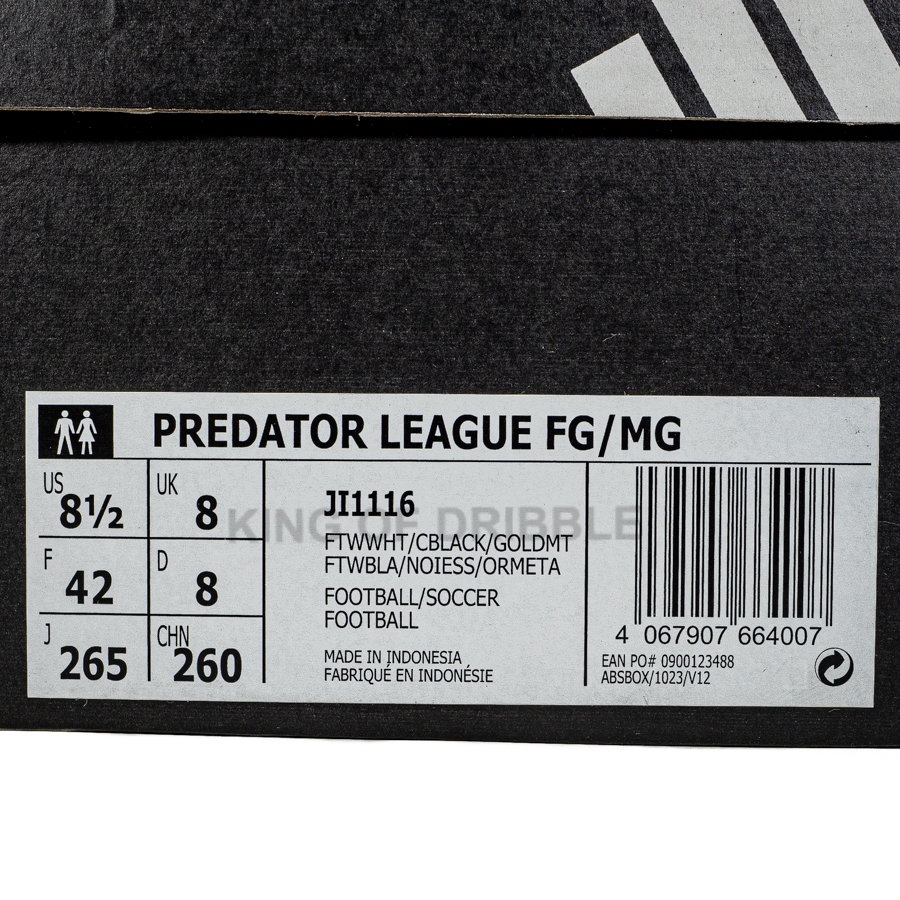 PREDATOR LEAGUE FG/MG
US 8½ UK 8
F 42 D 8
J 265 CHN 260
JI1116
KING OF DRIBBLE
FTWWHT/CBLACK/GOLDMT
FTWBLA/NOIESS/ORMETA
FOOTBALL/SOCCER
FOOTBALL
MADE IN INDONESIA
FABRIQUÉ EN INDONÉSIE
4 067907 664007
EAN PO# 0900123488
ABSBOX/1023/V12